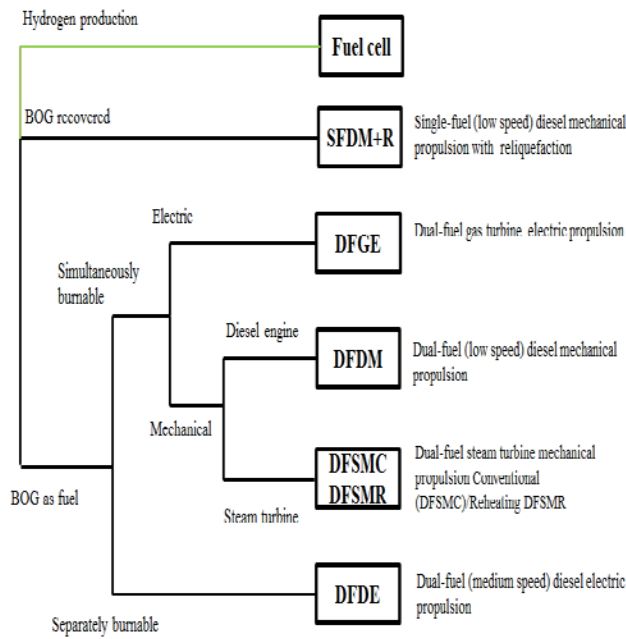 Hydrogen production
Fuel cell
BOG rccovcrcd
SFDM+R
Single-fuel (low speed) diesel mechanical
propulsion with reliquefaction
Electric
DFGE
Dual-fuel gas turbine electric propulsion
Simultaneously
burnable
Diesel engine
DFDM
Dual-fuel (low speed) diesel mechanical
propulsion
Mechanical
DFSMC
DFSMR
Dual-fuel steam turbine mechanical
propulsion Conventional
(DFSMC)/Reheating DFSMR
BOG as fuel
Steam turbine
DFDE
Dual-fuel (medium speed) diesel electric
propulsion
Separately burnable